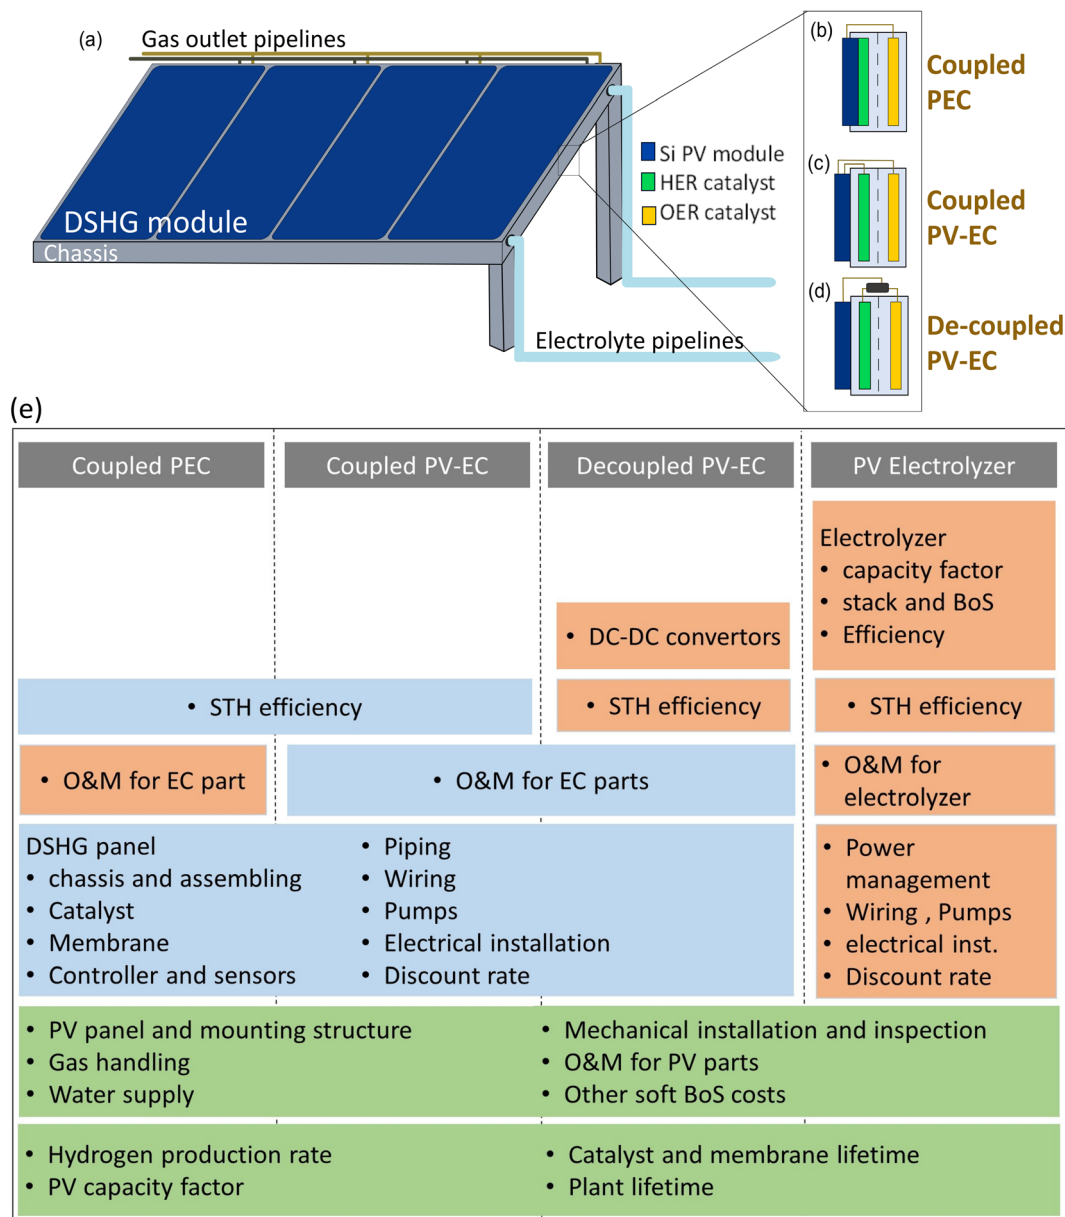 (a)
Gas outlet pipelines
DSHG module
Chassis
Electrolyte pipelines
Si PV module
HER catalyst
OER catalyst
(b)
Coupled
PEC
(c)
Coupled
PV-EC
(d)
De-coupled
PV-EC
(e)
Coupled PEC
Coupled PV-EC
Decoupled PV-EC
PV Electrolyzer
Electrolyzer
• capacity factor
• stack and BoS
• Efficiency
• DC-DC convertors
• STH efficiency
• STH efficiency
• STH efficiency
• O&M for EC part
• O&M for EC parts
• O&M for
electrolyzer
DSHG panel
• chassis and assembling
• Catalyst
• Membrane
• Controller and sensors
• Piping
• Wiring
• Pumps
• Electrical installation
• Discount rate
• Power
management
• Wiring , Pumps
• electrical inst.
• Discount rate
• PV panel and mounting structure
• Gas handling
• Water supply
• Mechanical installation and inspection
• O&M for PV parts
• Other soft BoS costs
• Hydrogen production rate
• PV capacity factor
• Catalyst and membrane lifetime
• Plant lifetime